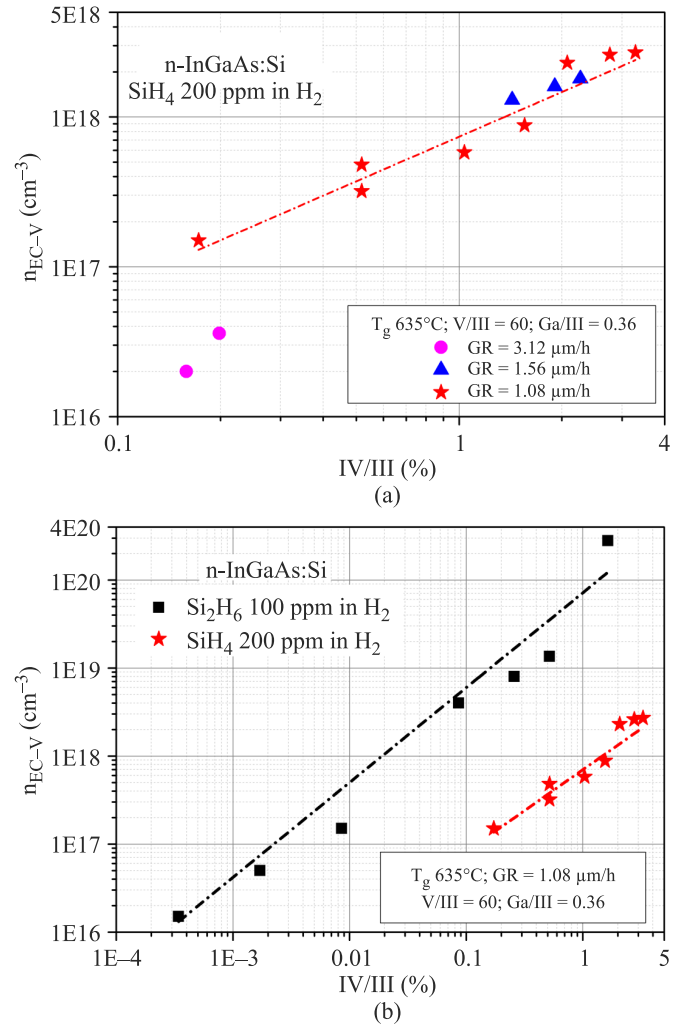 5E18
n-InGaAs:Si
SiH4 200 ppm in H2
1E18
nEC–V (cm−3)
1E17
Tg 635°C; V/III = 60; Ga/III = 0.36
GR = 3.12 µm/h
GR = 1.56 µm/h
GR = 1.08 µm/h
1E16
0.1 1 4
IV/III (%)
(a)
4E20
n-InGaAs:Si
1E20
Si2H6 100 ppm in H2
SiH4 200 ppm in H2
1E19
nEC–V (cm−3)
1E18
1E17
Tg 635°C; GR = 1.08 µm/h
V/III = 60; Ga/III = 0.36
1E16
1E–4 1E–3 0.01 0.1 1 5
IV/III (%)
(b)